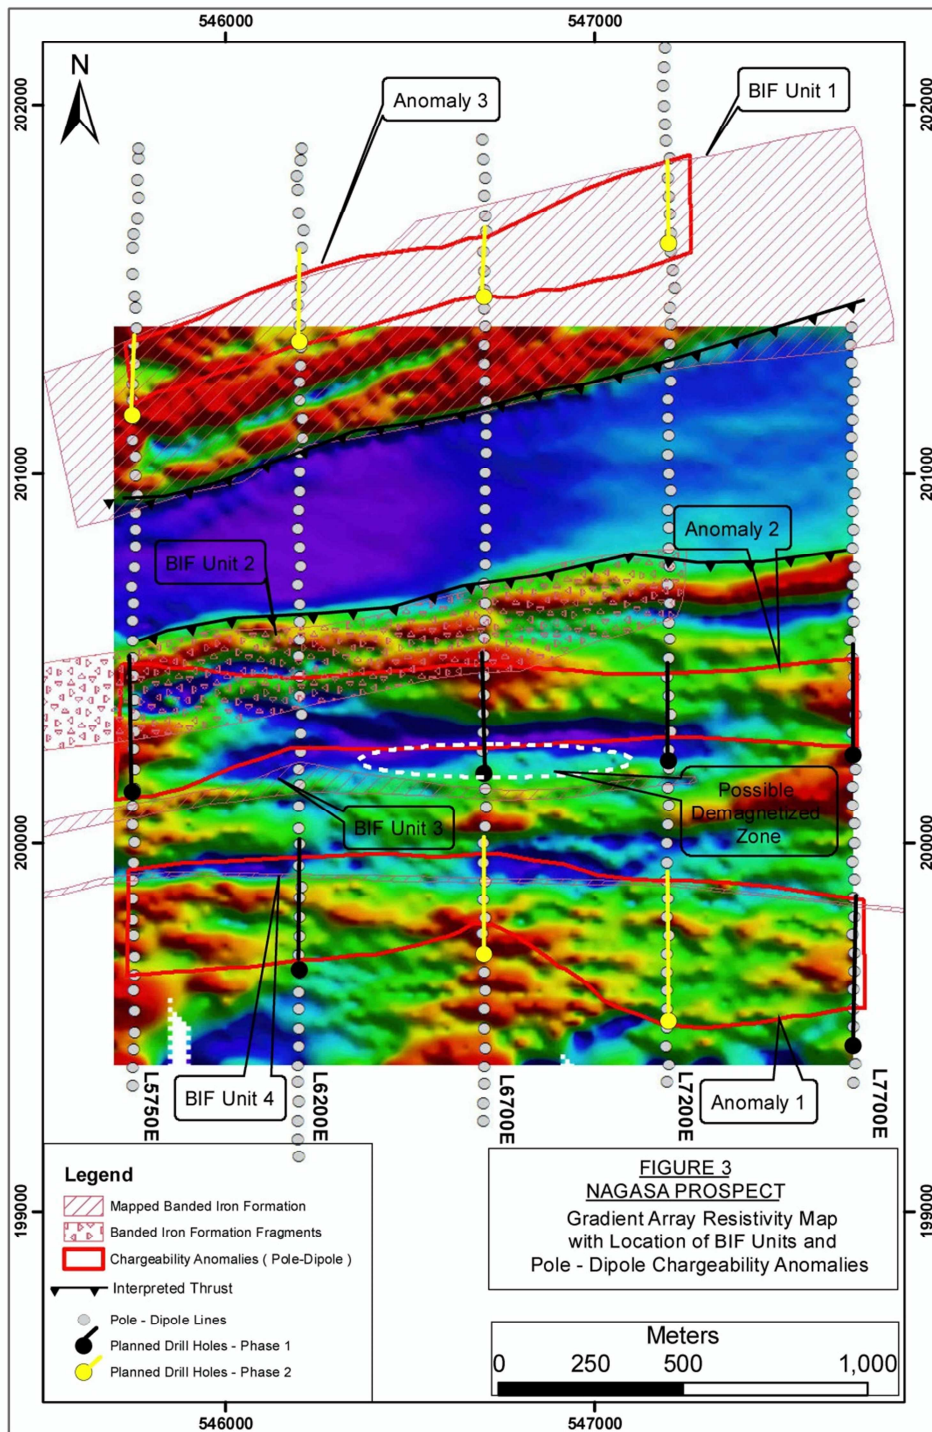 546000
547000
N
Anomaly 3
BIF Unit 1
202000
202000
201000
201000
Anomaly 2
BIF Unit 2
Possible
Demagnetized
Zone
BIF Unit 3
200000
200000
BIF Unit 4
Anomaly 1
L5750E
L6200E
L6700E
L7200E
L7700E
Legend
Mapped Banded Iron Formation
Banded Iron Formation Fragments
Chargeability Anomalies ( Pole-Dipole )
Interpreted Thrust
Pole - Dipole Lines
Planned Drill Holes - Phase 1
Planned Drill Holes - Phase 2
FIGURE 3
NAGASA PROSPECT
Gradient Array Resistivity Map
with Location of BIF Units and
Pole - Dipole Chargeability Anomalies
199000
199000
Meters
0 250 500 1,000
546000
547000